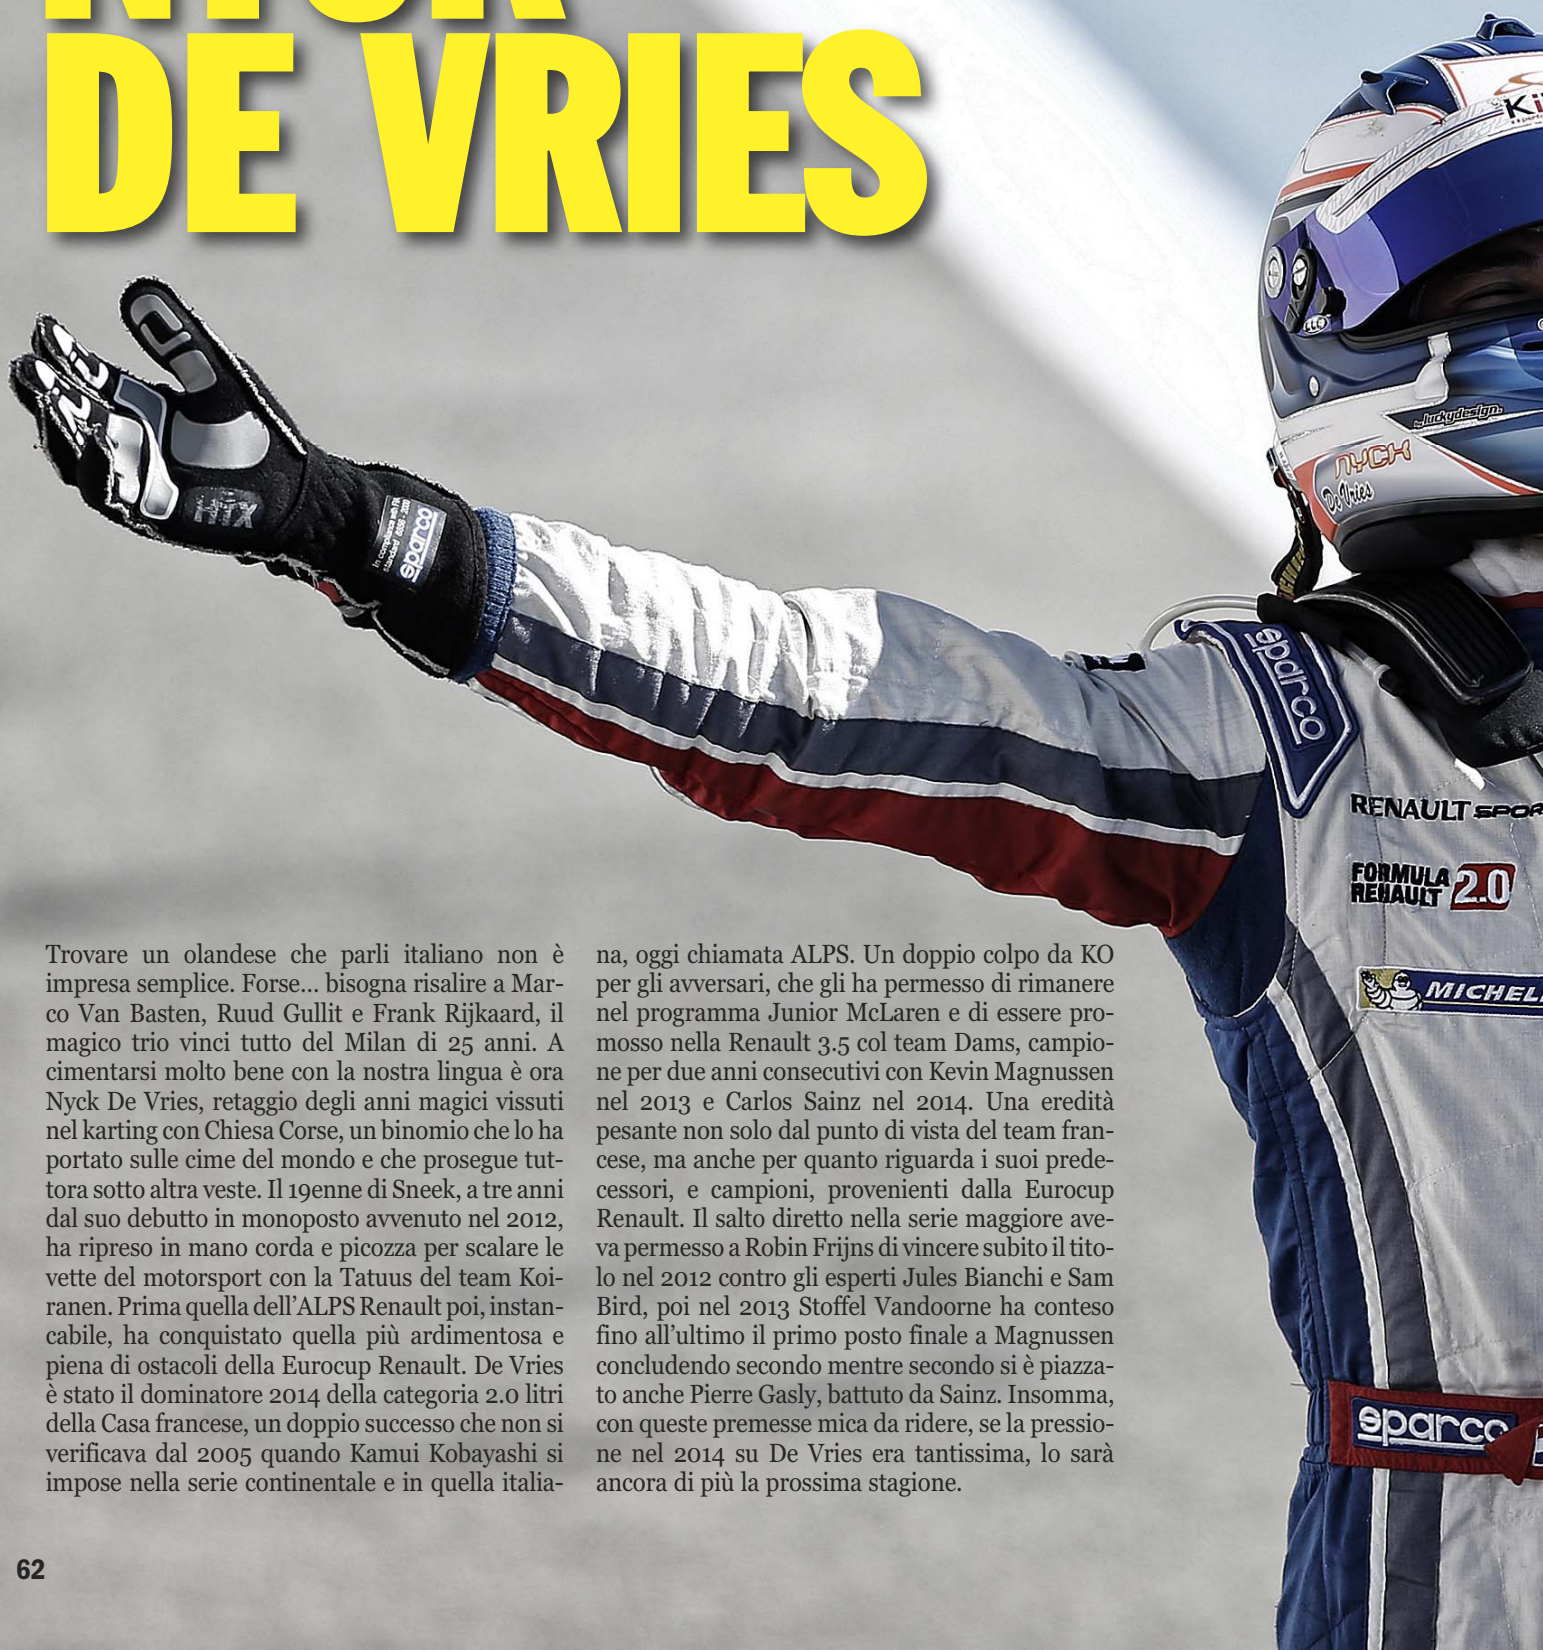 NYCK
DE VRIES
Ki
by luckydesign.
NYCK
De Vries
In compliance with FIA
standard 8856 - 2000
sparco
sparco
RENAULT SPOR
FORMULA
RENAULT 2.0
MICHEL
sparco
Trovare un olandese che parli italiano non è
impresa semplice. Forse... bisogna risalire a Mar-
co Van Basten, Ruud Gullit e Frank Rijkaard, il
magico trio vinci tutto del Milan di 25 anni. A
cimentarsi molto bene con la nostra lingua è ora
Nyck De Vries, retaggio degli anni magici vissuti
nel karting con Chiesa Corse, un binomio che lo ha
portato sulle cime del mondo e che prosegue tut-
tora sotto altra veste. Il 19enne di Sneek, a tre anni
dal suo debutto in monoposto avvenuto nel 2012,
ha ripreso in mano corda e picozza per scalare le
vette del motorsport con la Tatuus del team Koi-
ranen. Prima quella dell'ALPS Renault poi, instan-
cabile, ha conquistato quella più ardimentosa e
piena di ostacoli della Eurocup Renault. De Vries
è stato il dominatore 2014 della categoria 2.0 litri
della Casa francese, un doppio successo che non si
verificava dal 2005 quando Kamui Kobayashi si
impose nella serie continentale e in quella italia-
na, oggi chiamata ALPS. Un doppio colpo da KO
per gli avversari, che gli ha permesso di rimanere
nel programma Junior McLaren e di essere pro-
mosso nella Renault 3.5 col team Dams, campio-
ne per due anni consecutivi con Kevin Magnussen
nel 2013 e Carlos Sainz nel 2014. Una eredità
pesante non solo dal punto di vista del team fran-
cese, ma anche per quanto riguarda i suoi prede-
cessori, e campioni, provenienti dalla Eurocup
Renault. Il salto diretto nella serie maggiore ave-
va permesso a Robin Frijns di vincere subito il tito-
lo nel 2012 contro gli esperti Jules Bianchi e Sam
Bird, poi nel 2013 Stoffel Vandoorne ha conteso
fino all'ultimo il primo posto finale a Magnussen
concludendo secondo mentre secondo si è piazza-
to anche Pierre Gasly, battuto da Sainz. Insomma,
con queste premesse mica da ridere, se la pressio-
ne nel 2014 su De Vries era tantissima, lo sarà
ancora di più la prossima stagione.
62